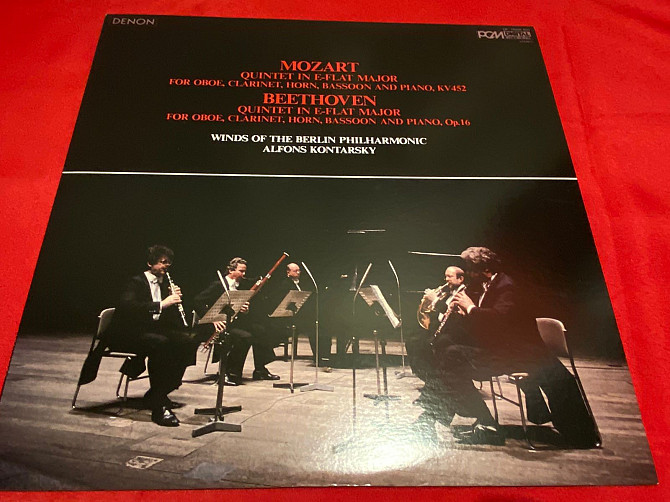 DENON
PCM DIGITAL
MOZART
QUINTET IN E-FLAT MAJOR
FOR OBOE, CLARINET, HORN, BASSOON AND PIANO, KV452
BEETHOVEN
QUINTET IN E-FLAT MAJOR
FOR OBOE, CLARINET, HORN, BASSOON AND PIANO, Op.16
WINDS OF THE BERLIN PHILHARMONIC
ALFONS KONTARSKY